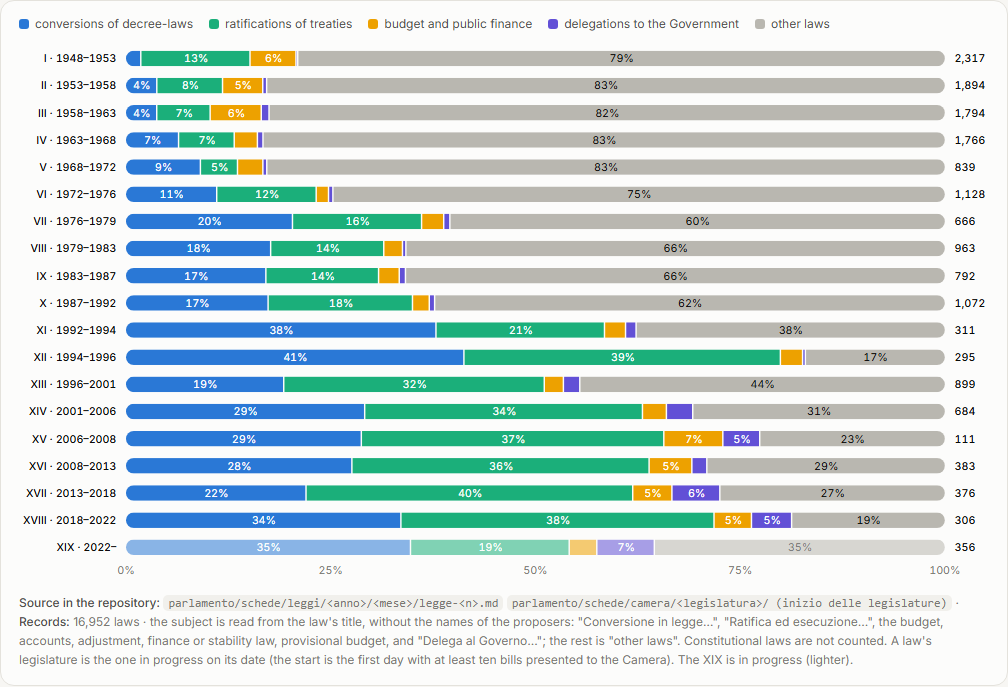 conversions of decree-laws ratifications of treaties budget and public finance delegations to the Government other laws
I · 1948–1953 13% 6% 79% 2,317
II · 1953–1958 4% 8% 5% 83% 1,894
III · 1958–1963 4% 7% 6% 82% 1,794
IV · 1963–1968 7% 7% 83% 1,766
V · 1968–1972 9% 5% 83% 839
VI · 1972–1976 11% 12% 75% 1,128
VII · 1976–1979 20% 16% 60% 666
VIII · 1979–1983 18% 14% 66% 963
IX · 1983–1987 17% 14% 66% 792
X · 1987–1992 17% 18% 62% 1,072
XI · 1992–1994 38% 21% 38% 311
XII · 1994–1996 41% 39% 17% 295
XIII · 1996–2001 19% 32% 44% 899
XIV · 2001–2006 29% 34% 31% 684
XV · 2006–2008 29% 37% 7% 5% 23% 111
XVI · 2008–2013 28% 36% 5% 29% 383
XVII · 2013–2018 22% 40% 5% 6% 27% 376
XVIII · 2018–2022 34% 38% 5% 5% 19% 306
XIX · 2022– 35% 19% 7% 35% 356
0% 25% 50% 75% 100%
Source in the repository: parlamento/schede/leggi/<anno>/<mese>/legge-<n>.md parlamento/schede/camera/<legislatura>/ (inizio delle legislature) ·
Records: 16,952 laws · the subject is read from the law's title, without the names of the proposers: "Conversione in legge...", "Ratifica ed esecuzione...", the budget,
accounts, adjustment, finance or stability law, provisional budget, and "Delega al Governo..."; the rest is "other laws". Constitutional laws are not counted. A law's
legislature is the one in progress on its date (the start is the first day with at least ten bills presented to the Camera). The XIX is in progress (lighter).